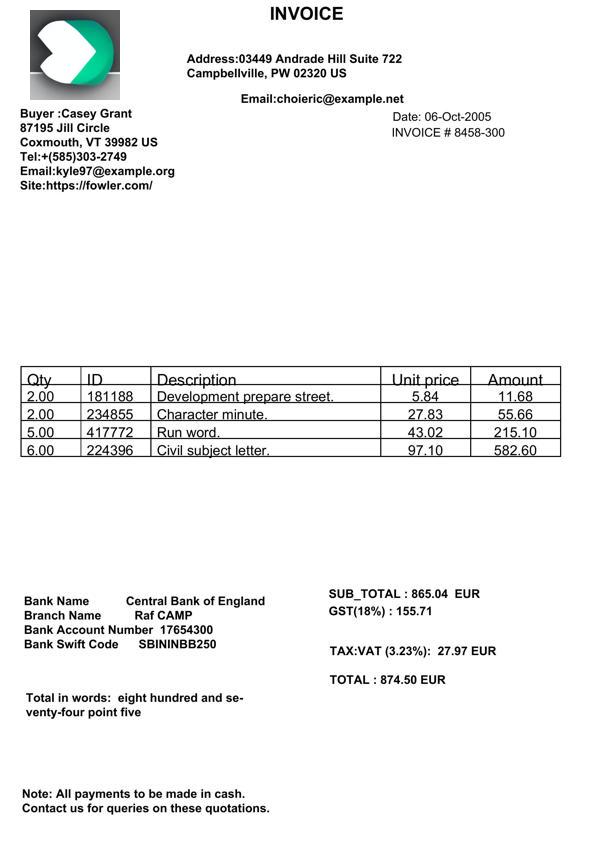 INVOICE
Address:03449 Andrade Hill Suite 722
Campbellville, PW 02320 US
Email:choieric@example.net
Buyer :Casey Grant
87195 Jill Circle
Coxmouth, VT 39982 US
Tel:+(585)303-2749
Email:kyle97@example.org
Site:https://fowler.com/
Date: 06-Oct-2005
INVOICE # 8458-300
Qty ID Description Unit price Amount
2.00 181188 Development prepare street. 5.84 11.68
2.00 234855 Character minute. 27.83 55.66
5.00 417772 Run word. 43.02 215.10
6.00 224396 Civil subject letter. 97.10 582.60
Bank Name Central Bank of England
Branch Name Raf CAMP
Bank Account Number 17654300
Bank Swift Code SBININBB250
SUB_TOTAL : 865.04 EUR
GST(18%) : 155.71
TAX:VAT (3.23%): 27.97 EUR
TOTAL : 874.50 EUR
Total in words: eight hundred and se-
venty-four point five
Note: All payments to be made in cash.
Contact us for queries on these quotations.